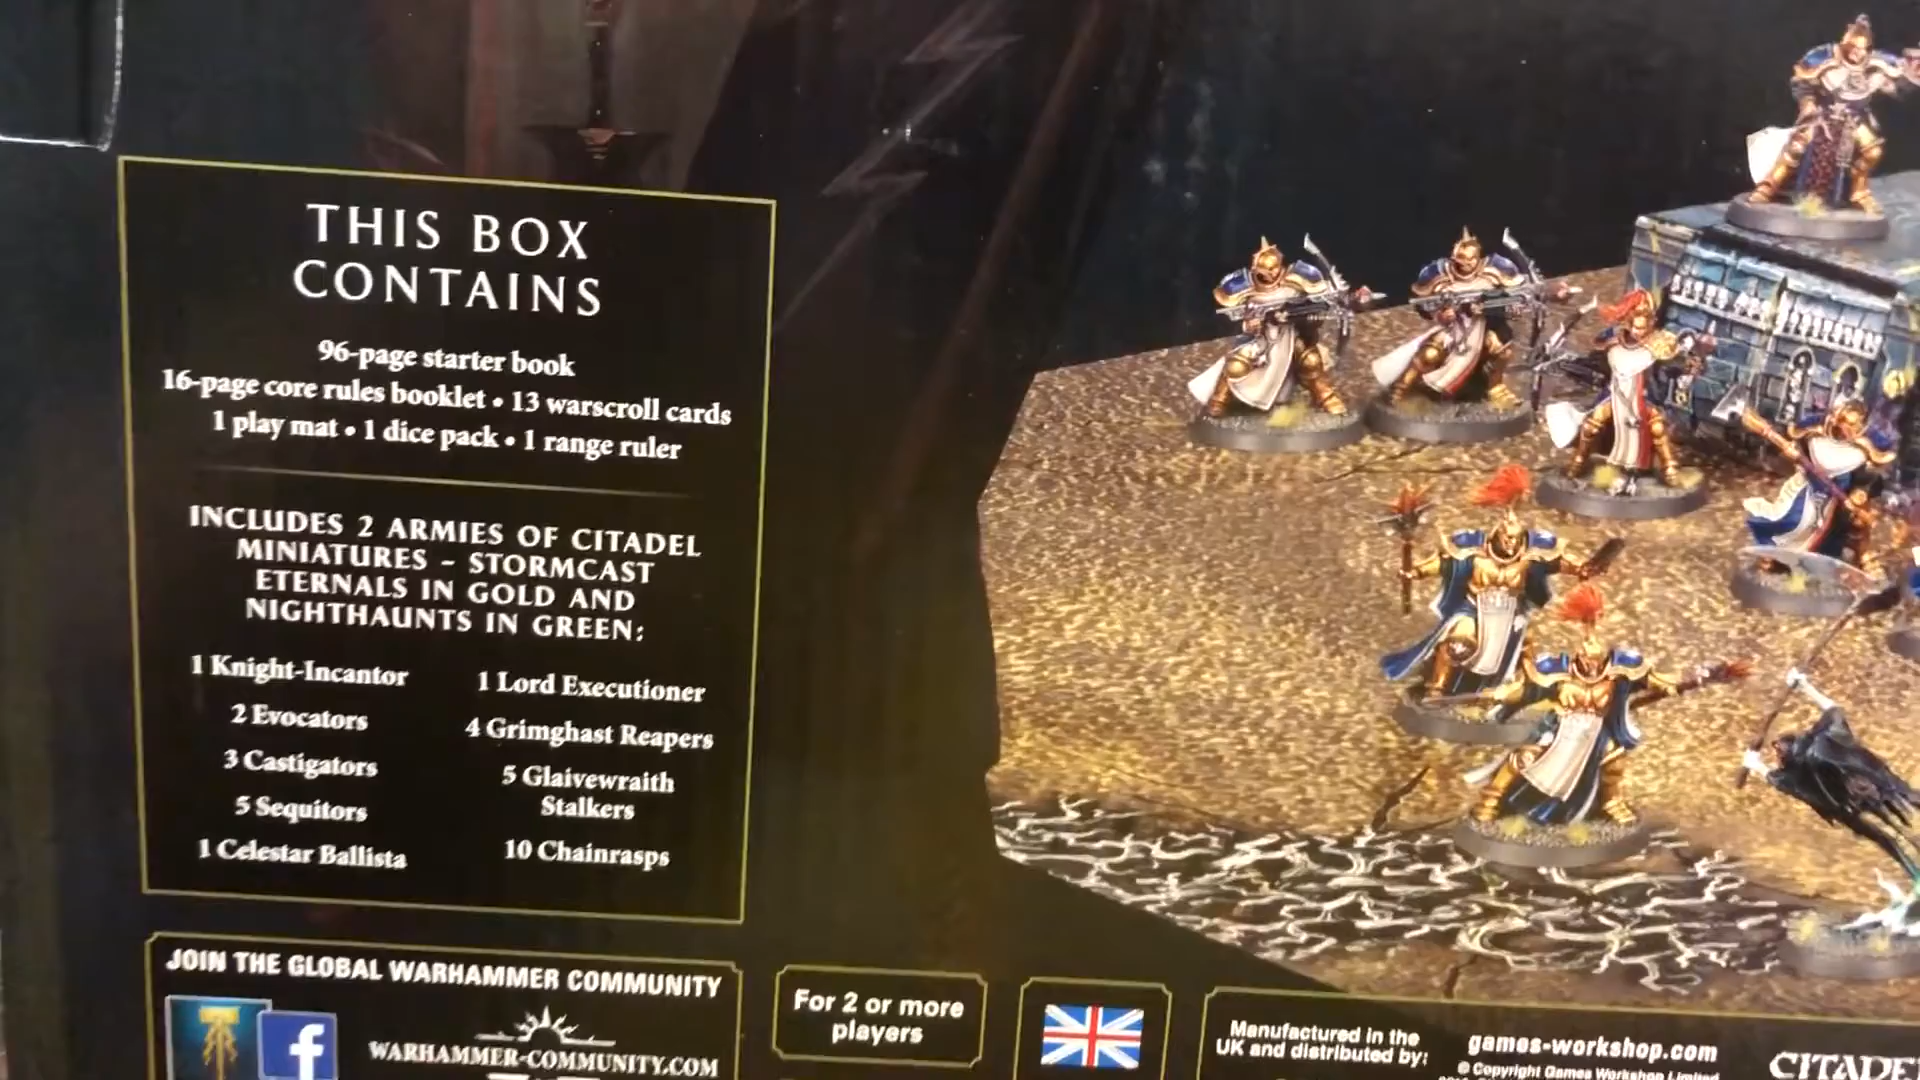 THIS BOX
CONTAINS
96-page starter book
16-page core rules booklet • 13 warscroll cards
1 play mat • 1 dice pack • 1 range ruler
INCLUDES 2 ARMIES OF CITADEL
MINIATURES – STORMCAST
ETERNALS IN GOLD AND
NIGHTHAUNTS IN GREEN:
1 Knight-Incantor
2 Evocators
3 Castigators
5 Sequitors
1 Celestar Ballista
1 Lord Executioner
4 Grimghast Reapers
5 Glaivewraith
Stalkers
10 Chainrasps
JOIN THE GLOBAL WARHAMMER COMMUNITY
f
WARHAMMER-COMMUNITY.COM
For 2 or more
players
Manufactured in the
UK and distributed by:
games-workshop.com
© Copyright Games Workshop Limited